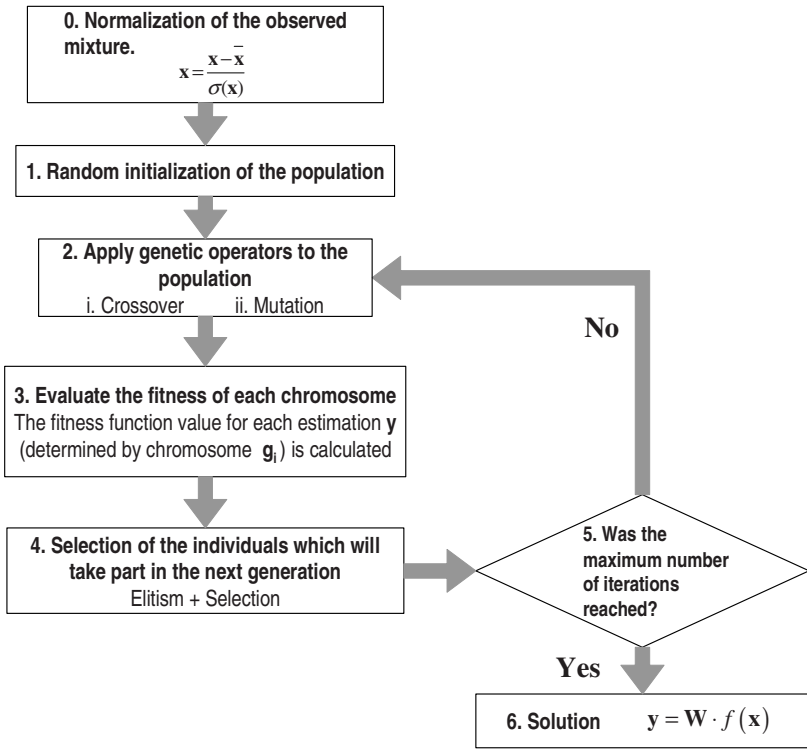 0. Normalization of the observed
mixture.
x = (x − x̄) / σ(x)
1. Random initialization of the population
2. Apply genetic operators to the
population
i. Crossover ii. Mutation
3. Evaluate the fitness of each chromosome
The fitness function value for each estimation y
(determined by chromosome gᵢ) is calculated
4. Selection of the individuals which will
take part in the next generation
Elitism + Selection
5. Was the
maximum number
of iterations
reached?
No
Yes
6. Solution y = W · f(x)